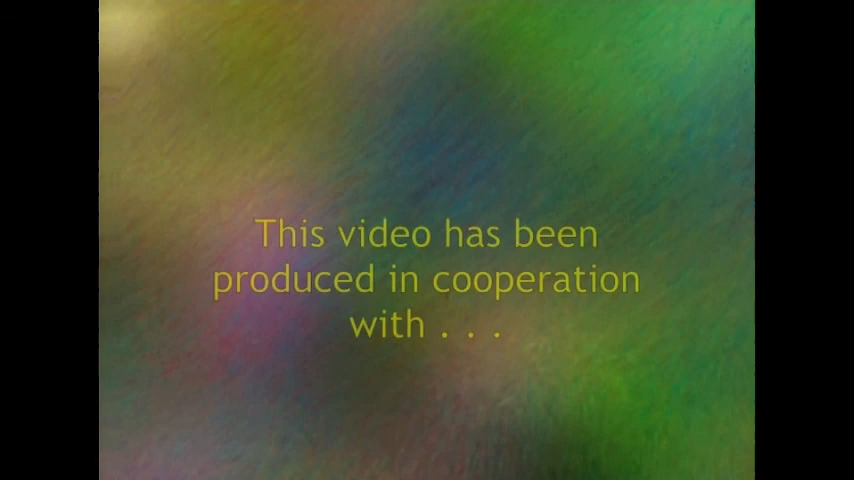 This video has been
produced in cooperation
with . . .